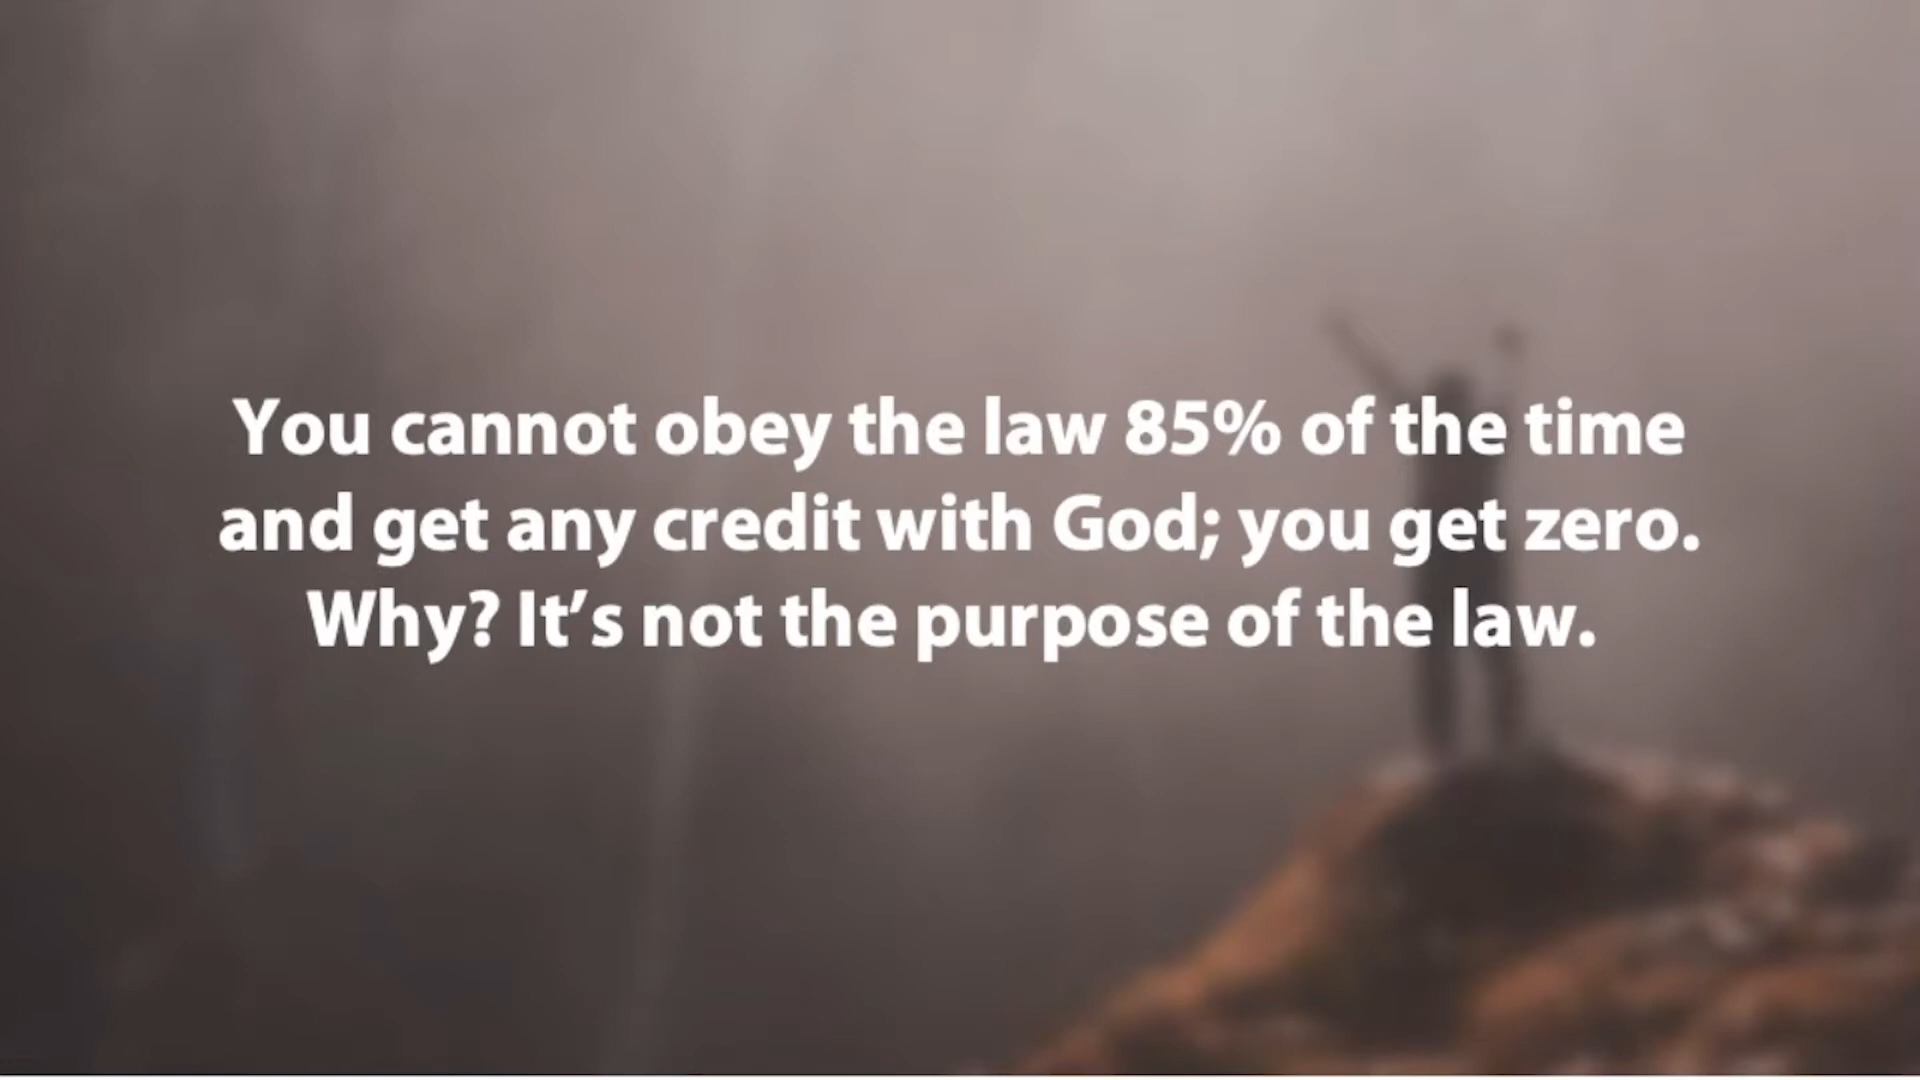 You cannot obey the law 85% of the time
and get any credit with God; you get zero.
Why? It’s not the purpose of the law.